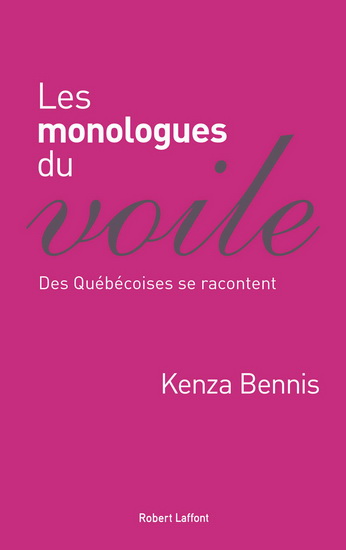 Les
monologues
du
voile
Des Québécoises se racontent
Kenza Bennis
Robert Laffont